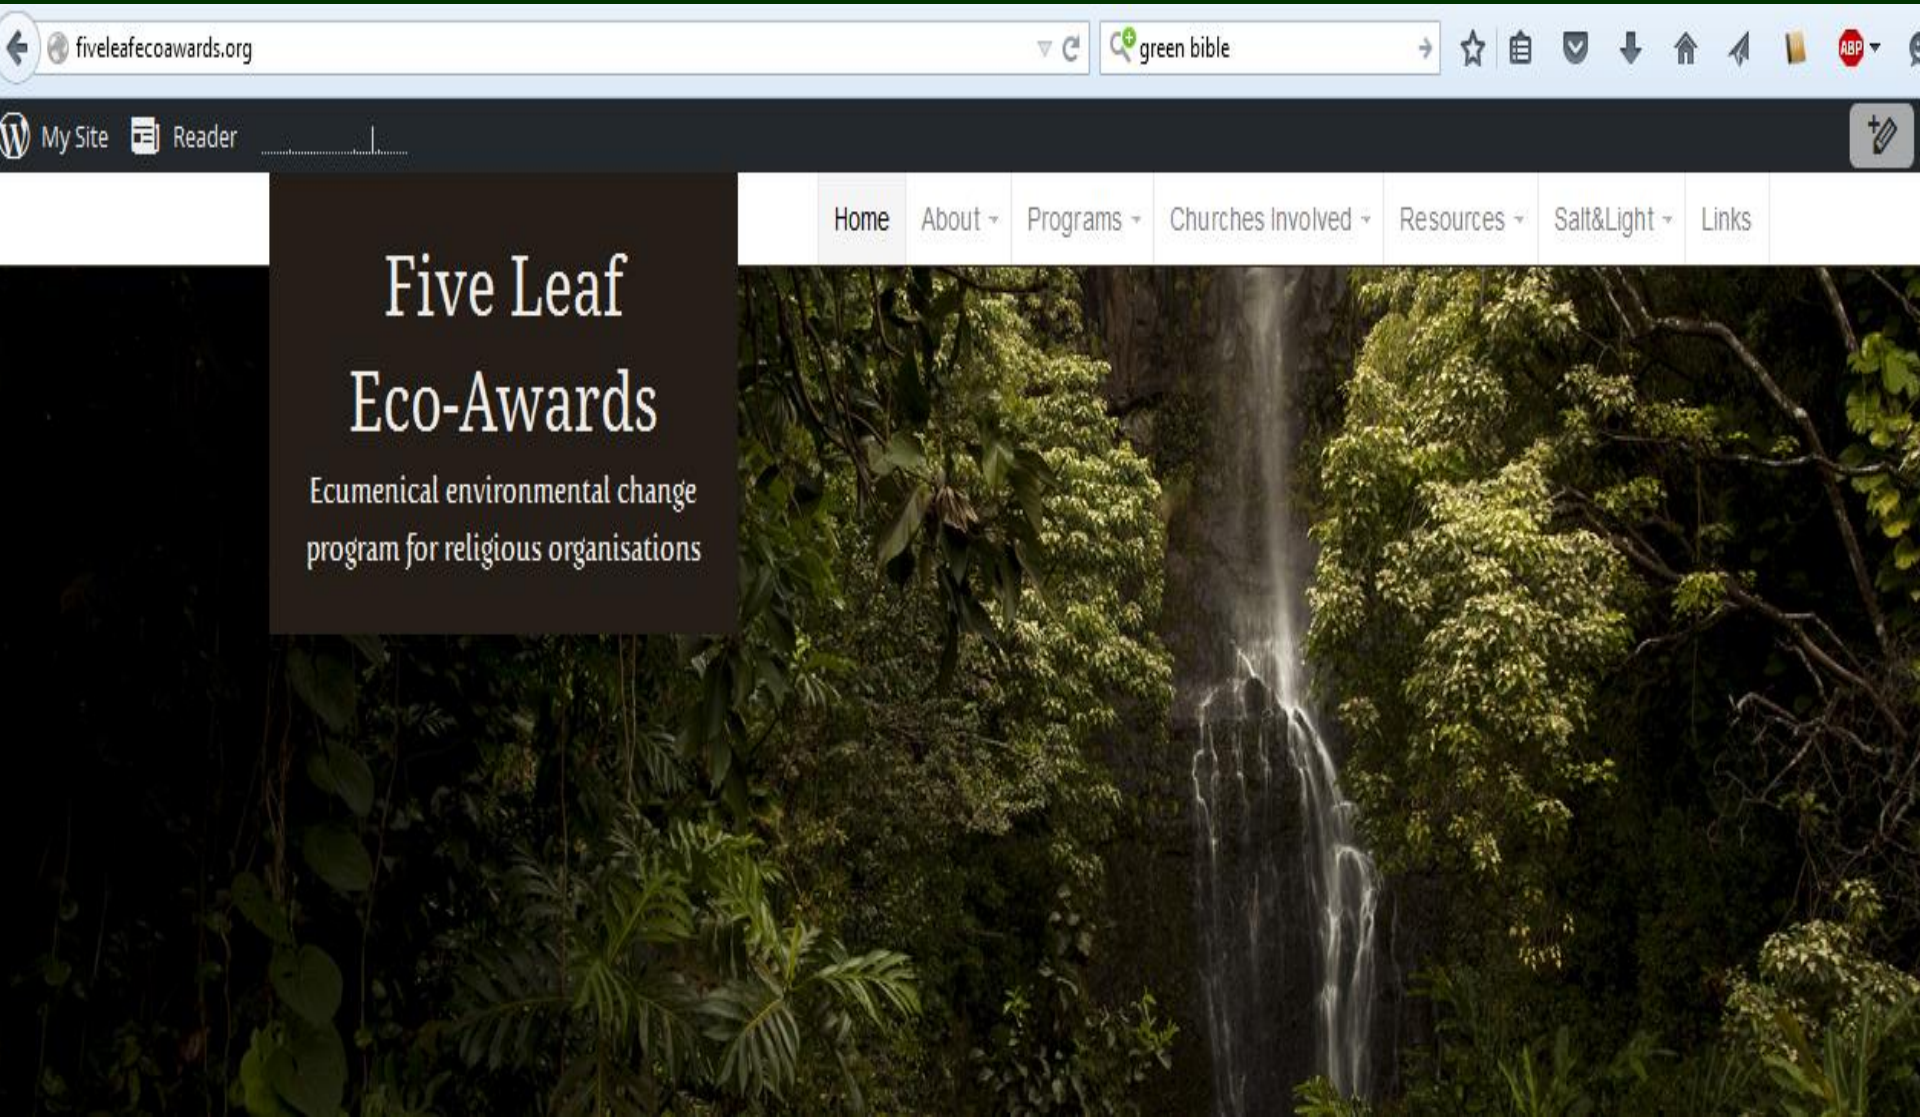 fiveleafecoawards.org
green bible
ABP
My Site
Reader
Home
About
Programs
Churches Involved
Resources
Salt&Light
Links
Five Leaf
Eco-Awards
Ecumenical environmental change
program for religious organisations